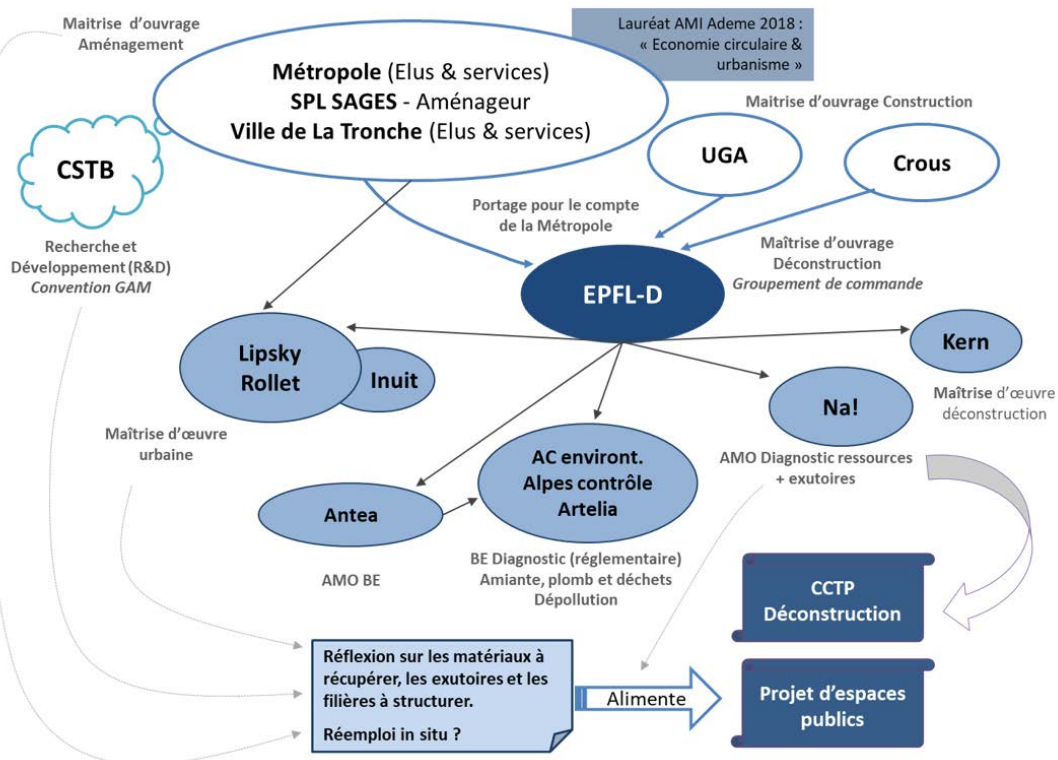 Maitrise d'ouvrage
Aménagement
Lauréat AMI Ademe 2018 :
« Economie circulaire &
urbanisme »
Métropole (Elus & services)
SPL SAGES - Aménageur
Ville de La Tronche (Elus & services)
Maitrise d'ouvrage Construction
CSTB
UGA
Crous
Recherche et
Développement (R&D)
Convention GAM
Portage pour le compte
de la Métropole
Maîtrise d'ouvrage
Déconstruction
Groupement de commande
EPFL-D
Lipsky
Rollet
Inuit
Kern
Na!
Maîtrise d'œuvre
déconstruction
Maîtrise d'œuvre
urbaine
AMO Diagnostic ressources
+ exutoires
Antea
AC environt.
Alpes contrôle
Artelia
AMO BE
BE Diagnostic (réglementaire)
Amiante, plomb et déchets
Dépollution
CCTP
Déconstruction
Réflexion sur les matériaux à
récupérer, les exutoires et les
filières à structurer.
Réemploi in situ ?
Alimente
Projet d'espaces
publics